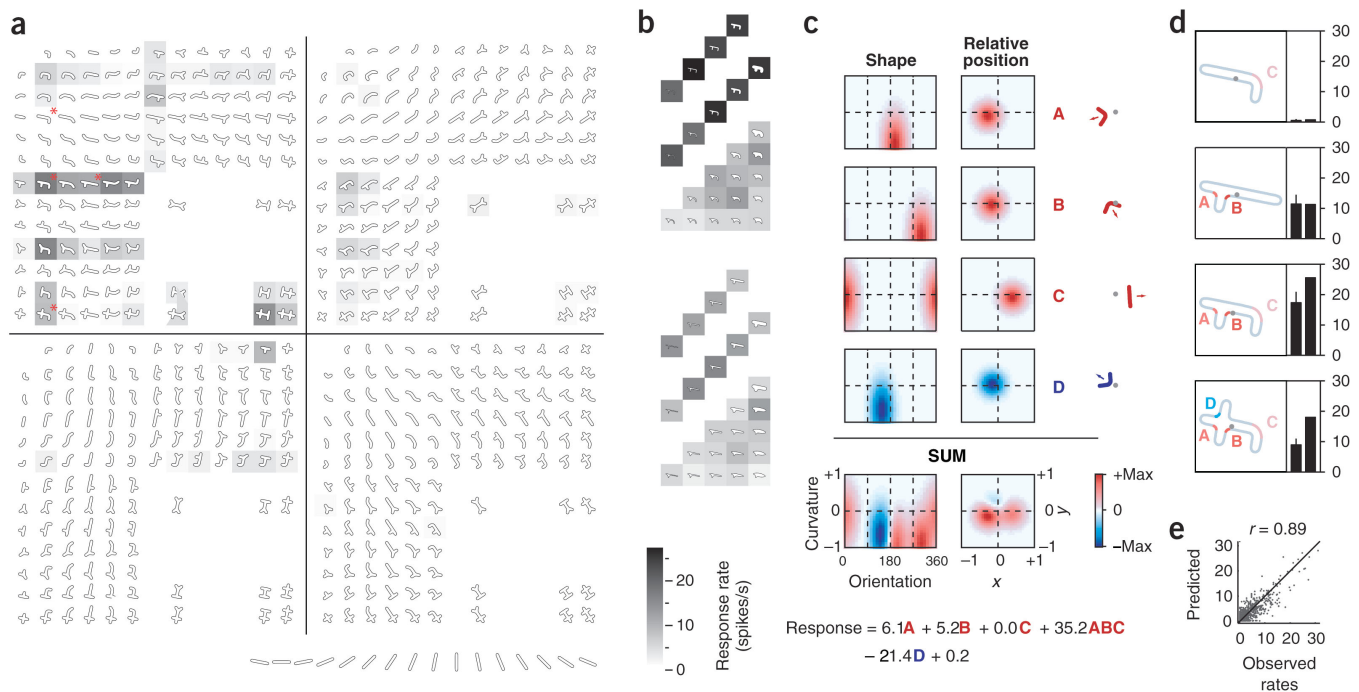 a
*
*
*
*
b
20
10
0
Response rate
(spikes/s)
c
Shape
Relative
position
A
B
C
D
SUM
Curvature
+1
0
-1
0
180
360
Orientation
+1
0
-1
y
-1
0
+1
x
+Max
0
−Max
Response = 6.1A + 5.2B + 0.0C + 35.2ABC
− 21.4D + 0.2
d
C
30
20
10
0
A
B
30
20
10
0
A
B
C
30
20
10
0
D
A
B
C
30
20
10
0
e
r = 0.89
Predicted
30
20
10
0
0
10
20
30
Observed
rates